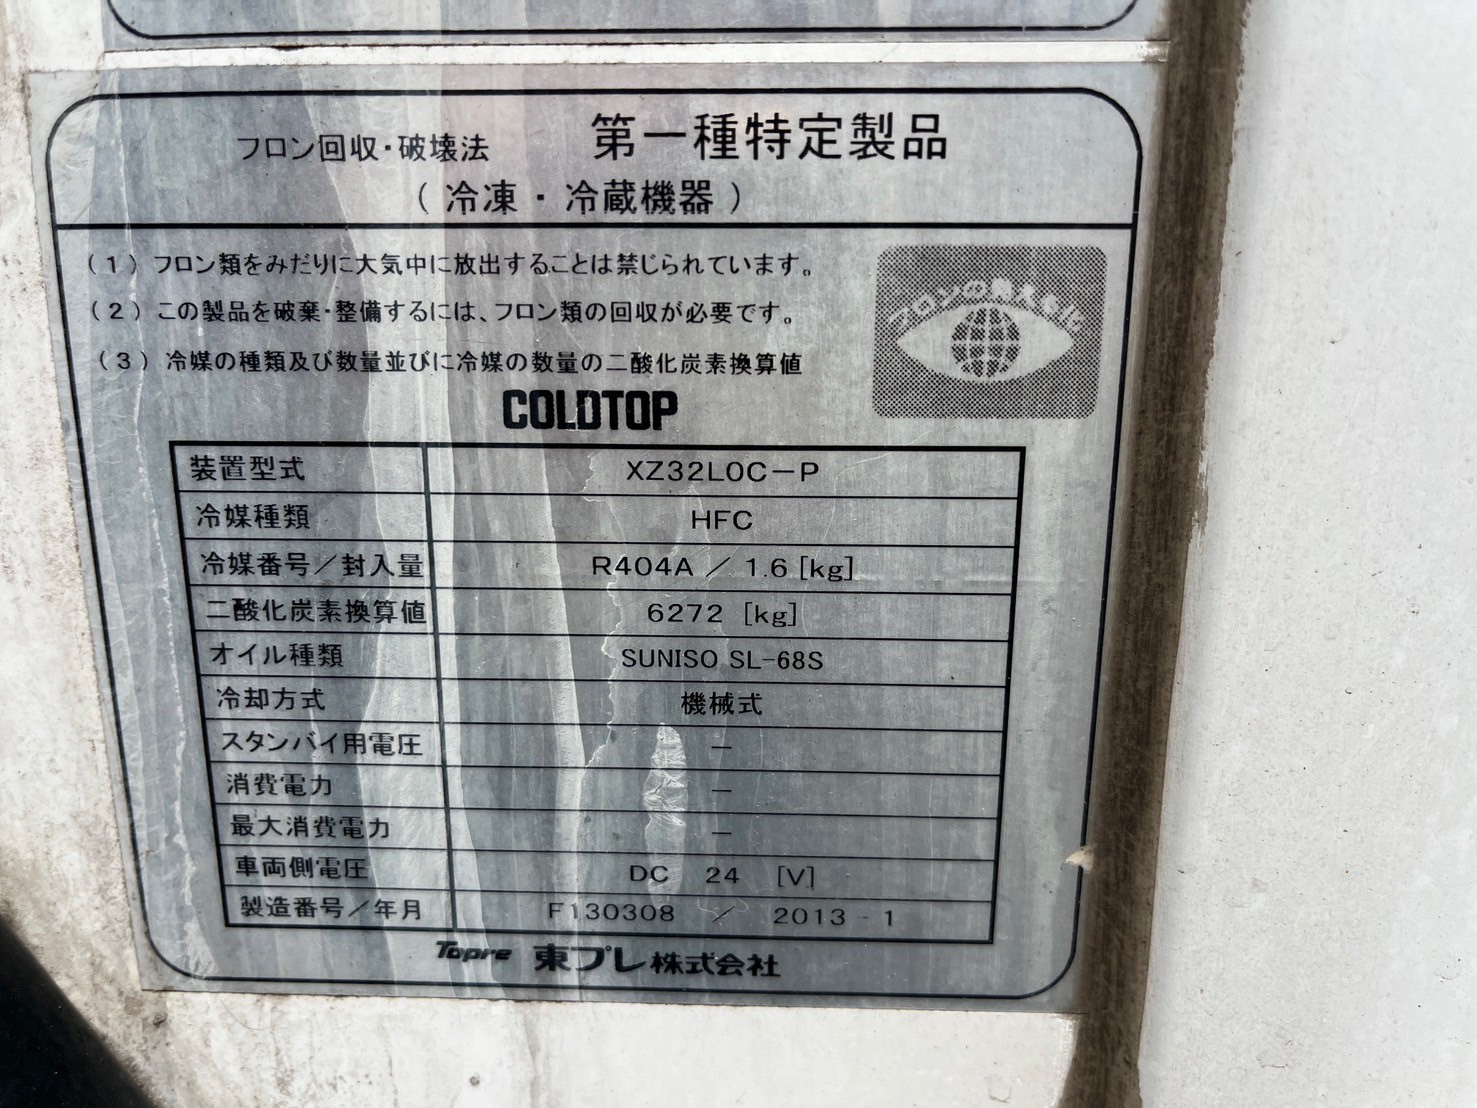 フロン回収・破壊法 第一種特定製品
(冷凍・冷蔵機器)
(1) フロン類をみだりに大気中に放出することは禁じられています。
(2) この製品を破棄・整備するには、フロン類の回収が必要です。
(3) 冷媒の種類及び数量並びに冷媒の数量の二酸化炭素換算値
フロンの見える化
COLDTOP
装置型式 XZ32L0C-P
冷媒種類 HFC
冷媒番号/封入量 R404A / 1.6 [kg]
二酸化炭素換算値 6272 [kg]
オイル種類 SUNISO SL-68S
冷却方式 機械式
スタンバイ用電圧 —
消費電力 —
最大消費電力 —
車両側電圧 DC 24 [V]
製造番号/年月 F130308 / 2013 - 1
Topre 東プレ株式会社